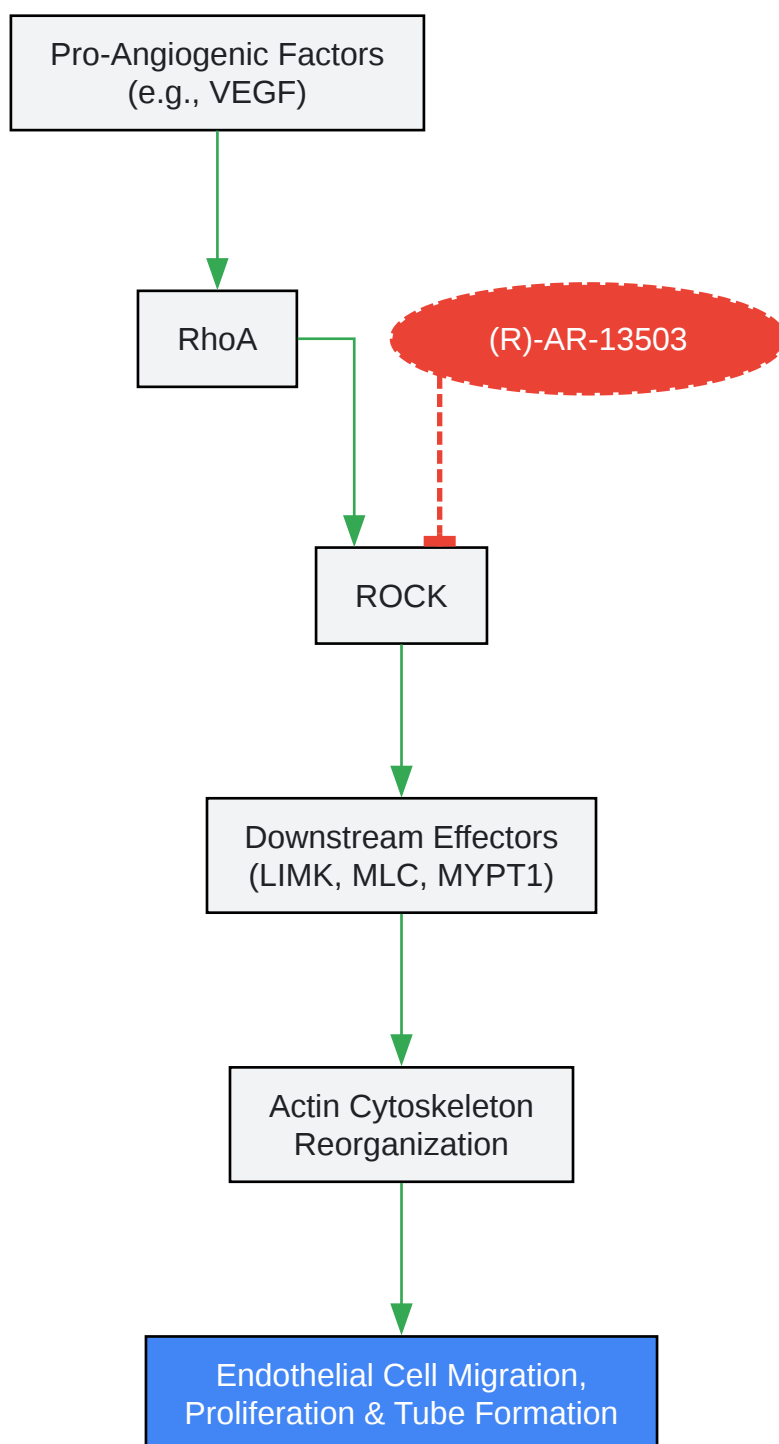 Pro-Angiogenic Factors
(e.g., VEGF)
RhoA
(R)-AR-13503
ROCK
Downstream Effectors
(LIMK, MLC, MYPT1)
Actin Cytoskeleton
Reorganization
Endothelial Cell Migration,
Proliferation & Tube Formation